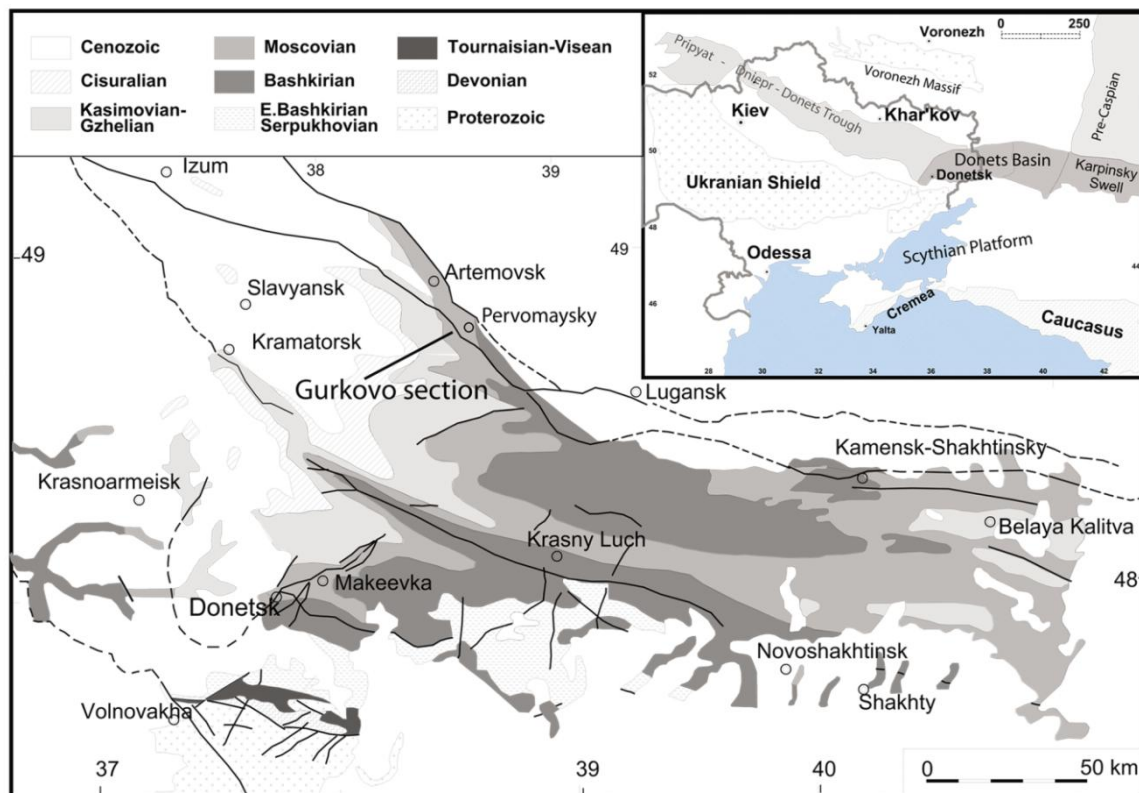 Cenozoic
Cisuralian
Kasimovian-
Gzhelian
Moscovian
Bashkirian
E.Bashkirian
Serpukhovian
Tournaisian-Visean
Devonian
Proterozoic
0 250
Voronezh
Voronezh Massif
Pripyat - Dniepr - Donets Trough
Pre-Caspian
52
Kiev
Khar'kov
50
Donets Basin
Donetsk
Karpinsky
Swell
Ukranian Shield
48
Scythian Platform
Odessa
44
46
Cremea
Yalta
Caucasus
28 30 32 34 36 38 40 42
Izum
38
39
49
49
Artemovsk
Slavyansk
Pervomaysky
Kramatorsk
Gurkovo section
Lugansk
Kamensk-Shakhtinsky
Krasnoarmeisk
Belaya Kalitva
Krasny Luch
Makeevka
48
Donetsk
Novoshakhtinsk
Shakhty
Volnovakha
37
39
40
0 50 km